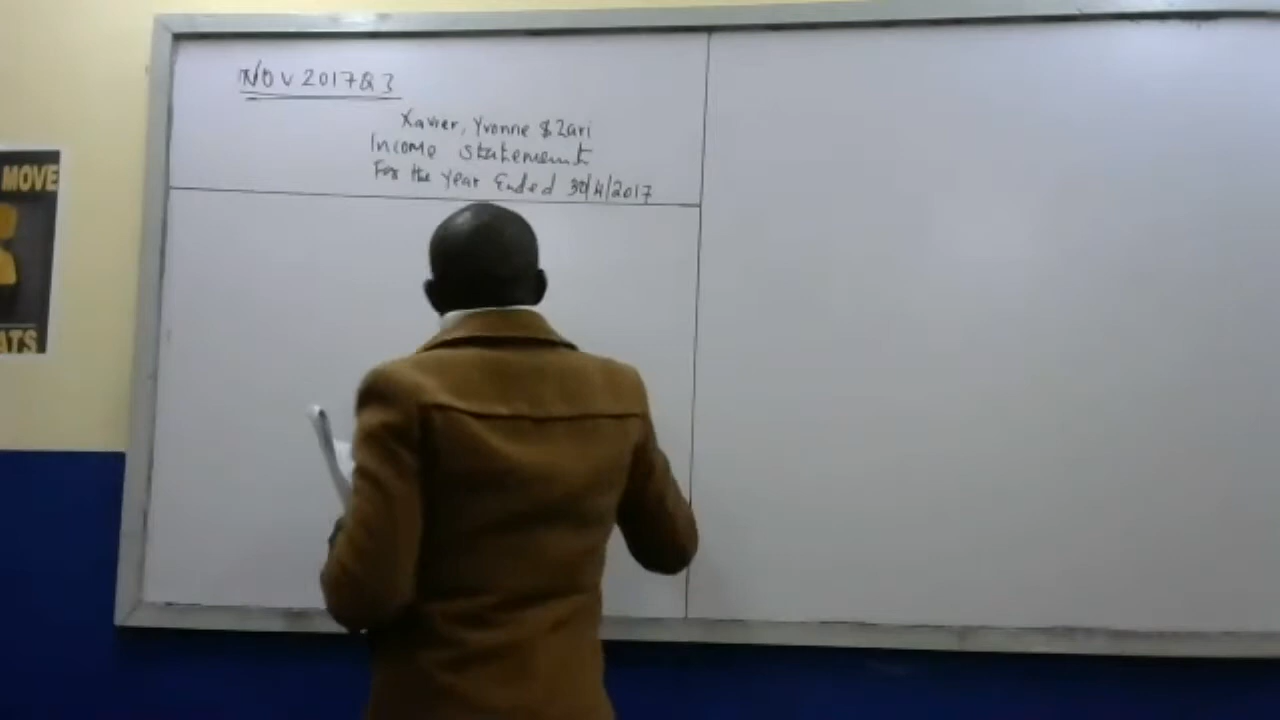 MOVE
ATS
NOV 2017 Q3
Xavier, Yvonne & Zari
Income statement
For the Year Ended 30/4/2017